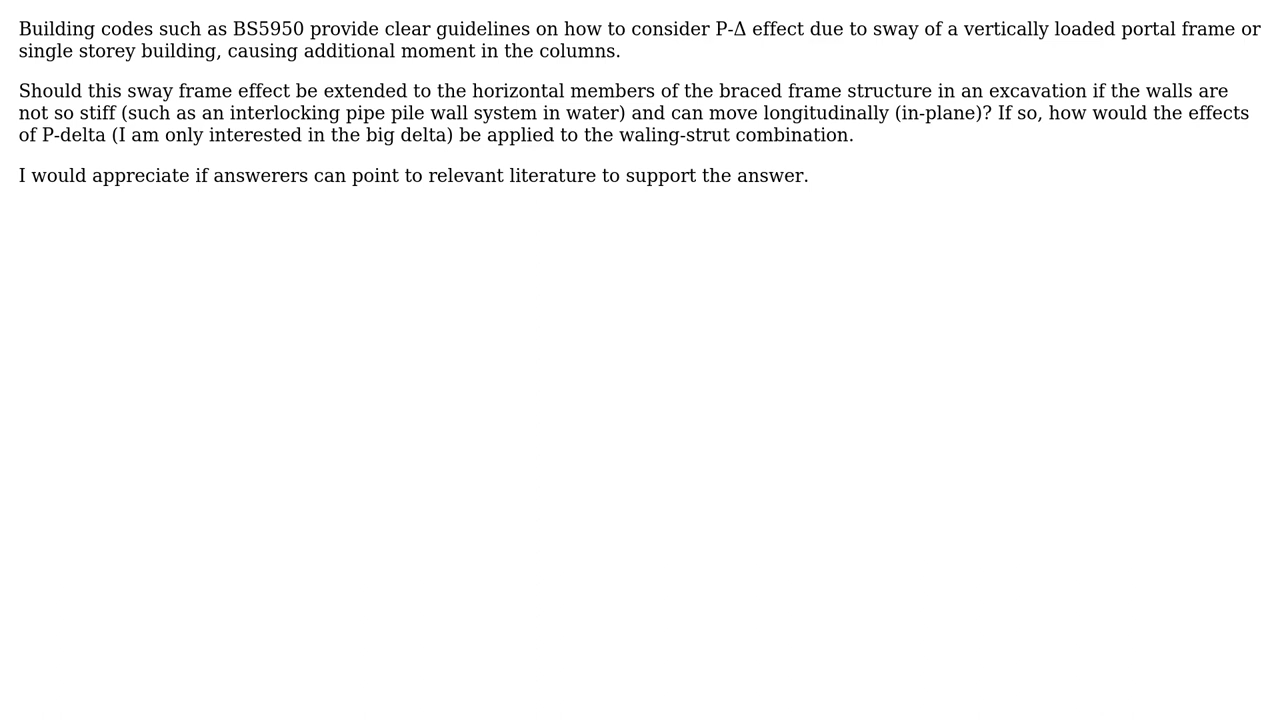 Building codes such as BS5950 provide clear guidelines on how to consider P-Δ effect due to sway of a vertically loaded portal frame or
single storey building, causing additional moment in the columns.
Should this sway frame effect be extended to the horizontal members of the braced frame structure in an excavation if the walls are
not so stiff (such as an interlocking pipe pile wall system in water) and can move longitudinally (in-plane)? If so, how would the effects
of P-delta (I am only interested in the big delta) be applied to the waling-strut combination.
I would appreciate if answerers can point to relevant literature to support the answer.